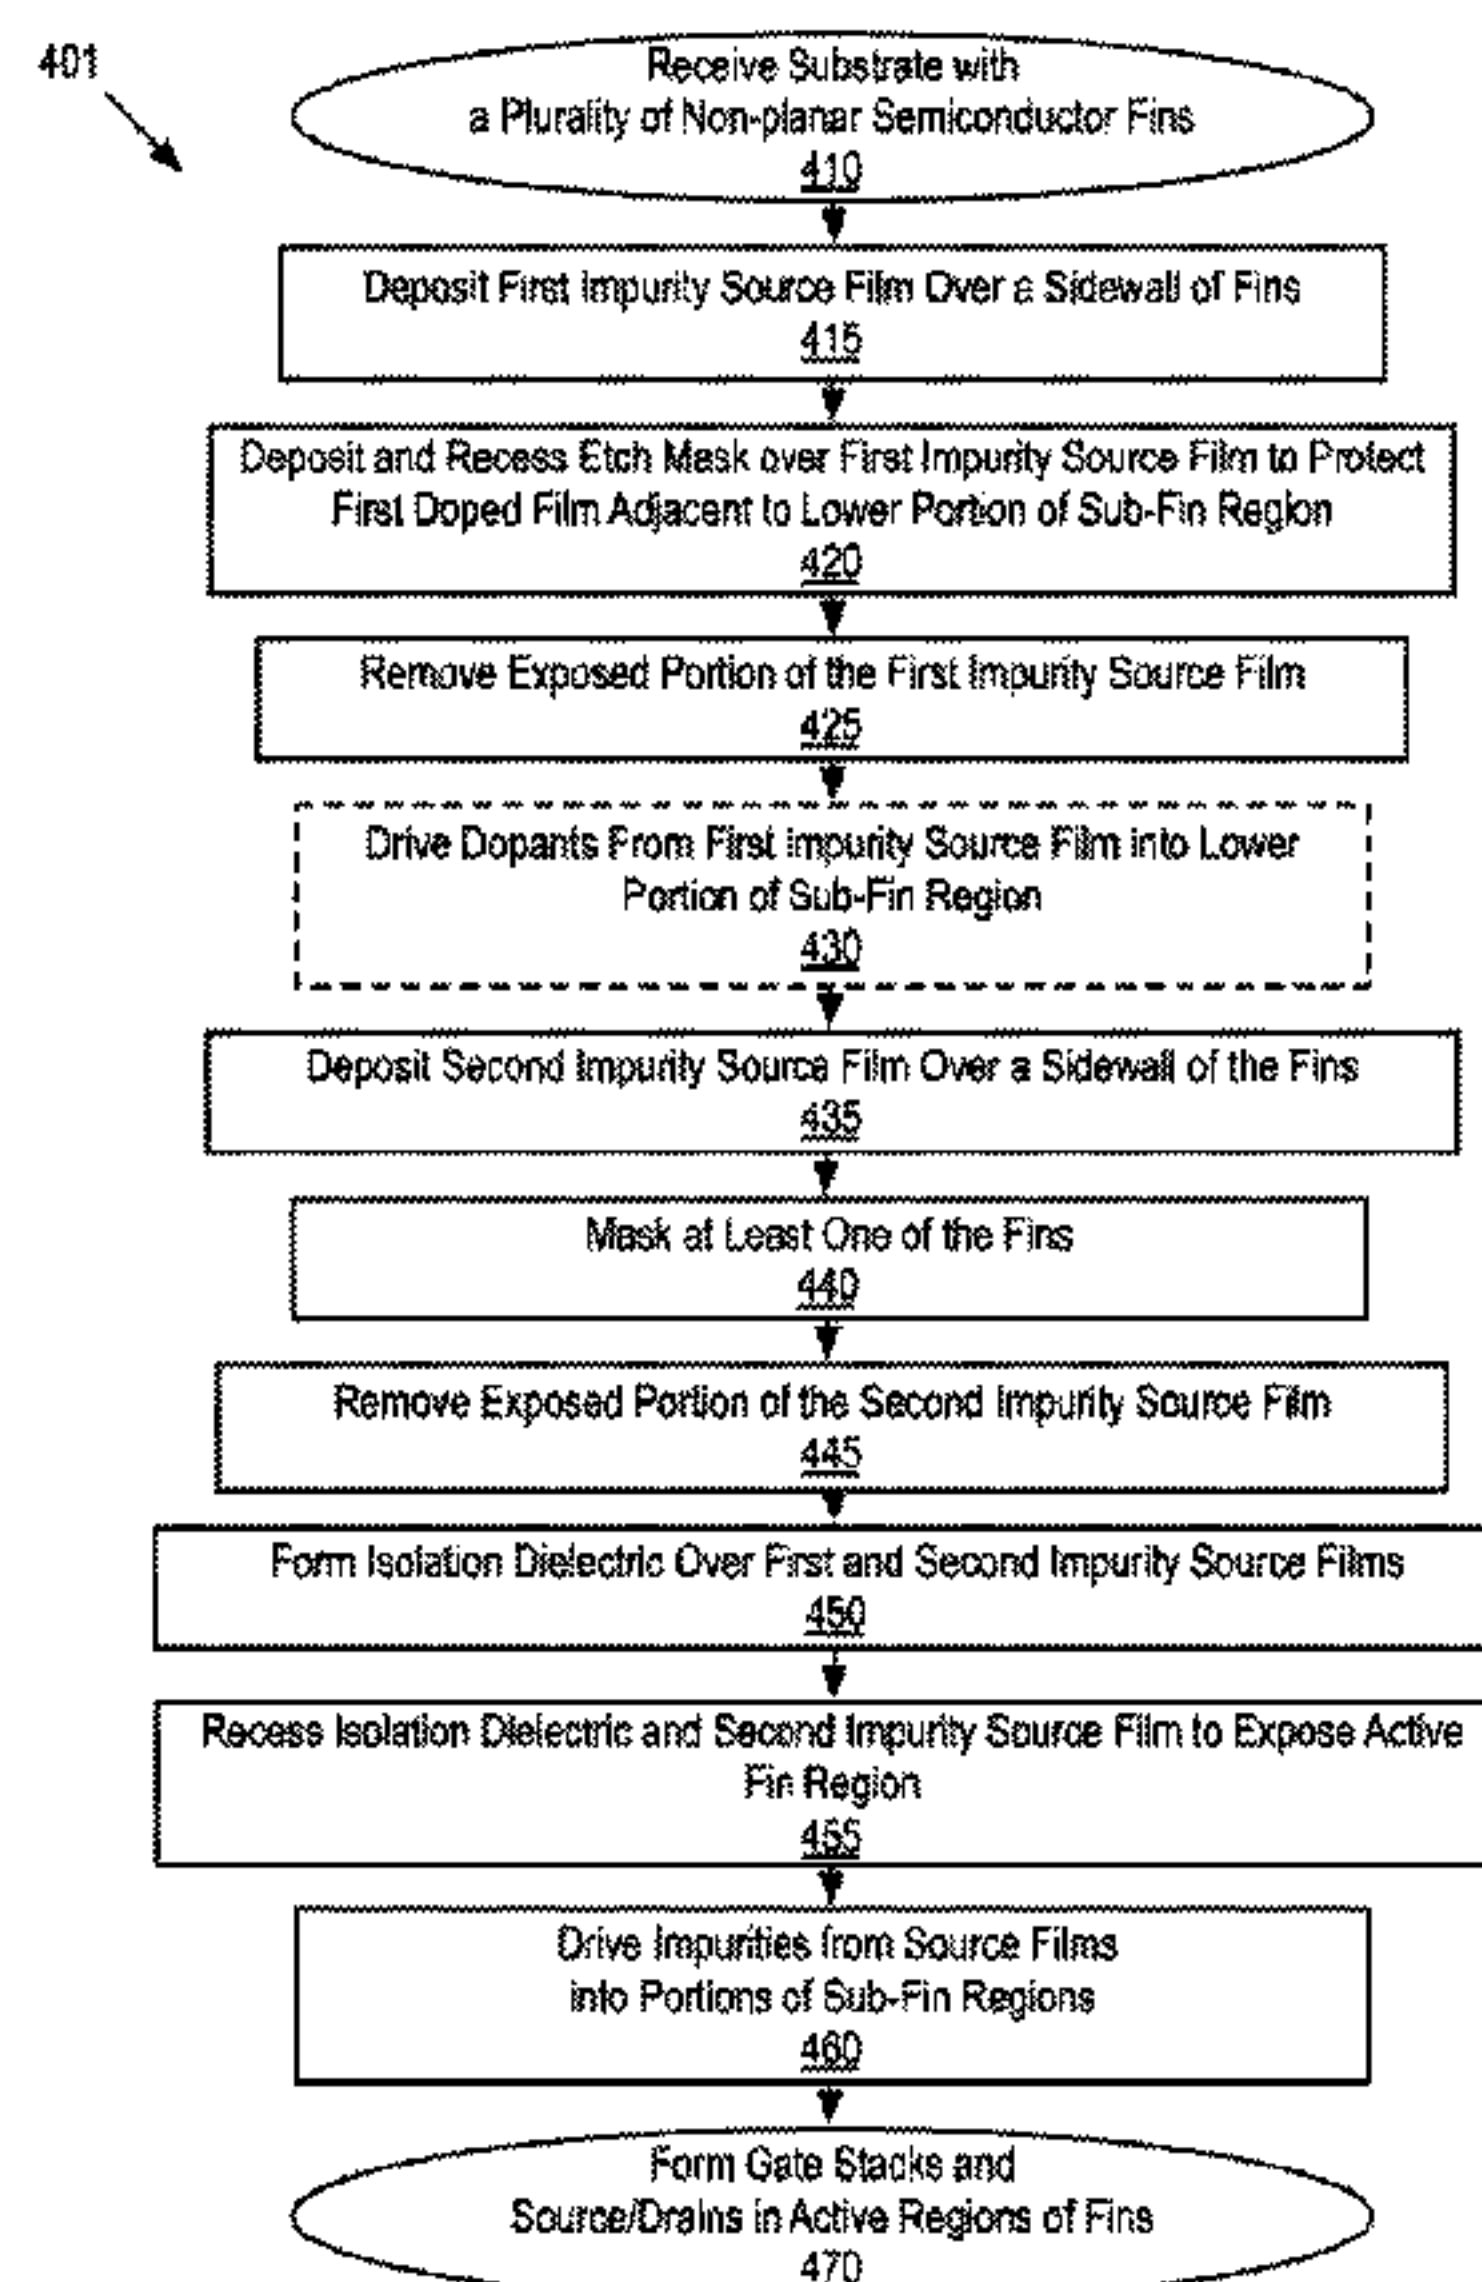 401
Receive Substrate with
a Plurality of Non-planar Semiconductor Fins
410
Deposit First Impurity Source Film Over a Sidewall of Fins
415
Deposit and Recess Etch Mask over First Impurity Source Film to Protect
First Doped Film Adjacent to Lower Portion of Sub-Fin Region
420
Remove Exposed Portion of the First Impurity Source Film
425
Drive Dopants From First Impurity Source Film into Lower
Portion of Sub-Fin Region
430
Deposit Second Impurity Source Film Over a Sidewall of the Fins
435
Mask at Least One of the Fins
440
Remove Exposed Portion of the Second Impurity Source Film
445
Form Isolation Dielectric Over First and Second Impurity Source Films
450
Recess Isolation Dielectric and Second Impurity Source Film to Expose Active
Fin Region
455
Drive Impurities from Source Films
into Portions of Sub-Fin Regions
460
Form Gate Stacks and
Source/Drains in Active Regions of Fins
470